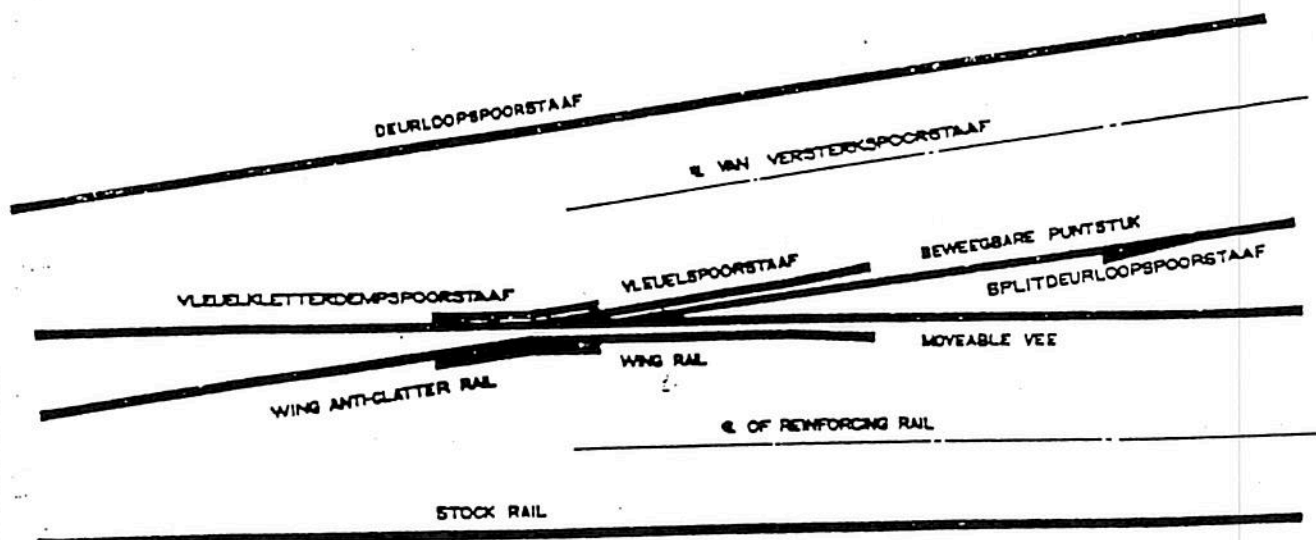 DEURLOOPSPOORSTAAF
℄ VAN VERSTERKSPOORSTAAF
BEWEEGBARE PUNTSTUK
VLEUELSPOORSTAAF
SPLITDEURLOOPSPOORSTAAF
VLEUELKLETTERDEMPSPOORSTAAF
MOVEABLE VEE
WING RAIL
WING ANTI-CLATTER RAIL
℄ OF REINFORCING RAIL
STOCK RAIL